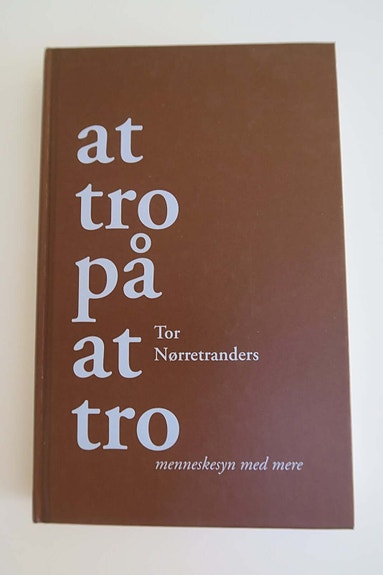 at
tro
på
at
tro
Tor
Nørretranders
menneskesyn med mere